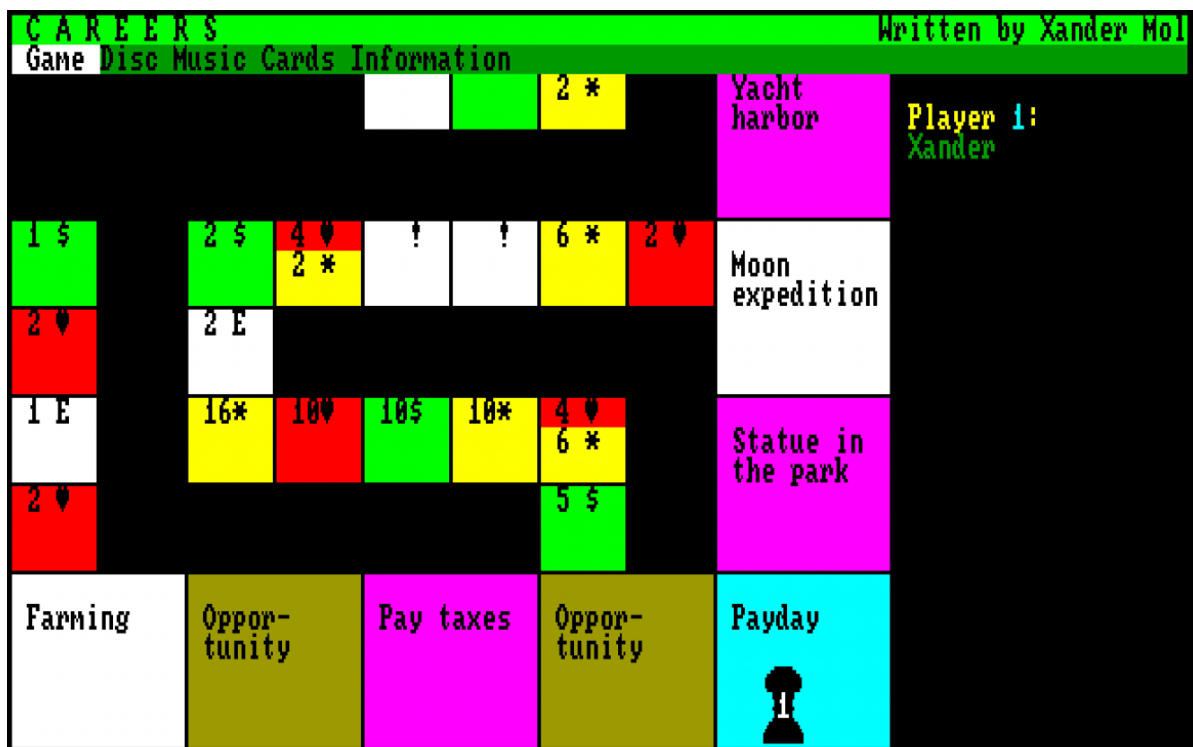 C A R E E R S Written by Xander Mol
Game Disc Music Cards Information
2 *
Yacht
harbor
Player 1:
Xander
1 $ 2 $ 4 ♥ ! ! 6 * 2 ♥
2 *
Moon
expedition
2 ♥ 2 E
1 E 16* 10♥ 10$ 10* 4 ♥
6 *
Statue in
the park
2 ♥ 5 $
Farming
Oppor-
tunity
Pay taxes
Oppor-
tunity
Payday
1